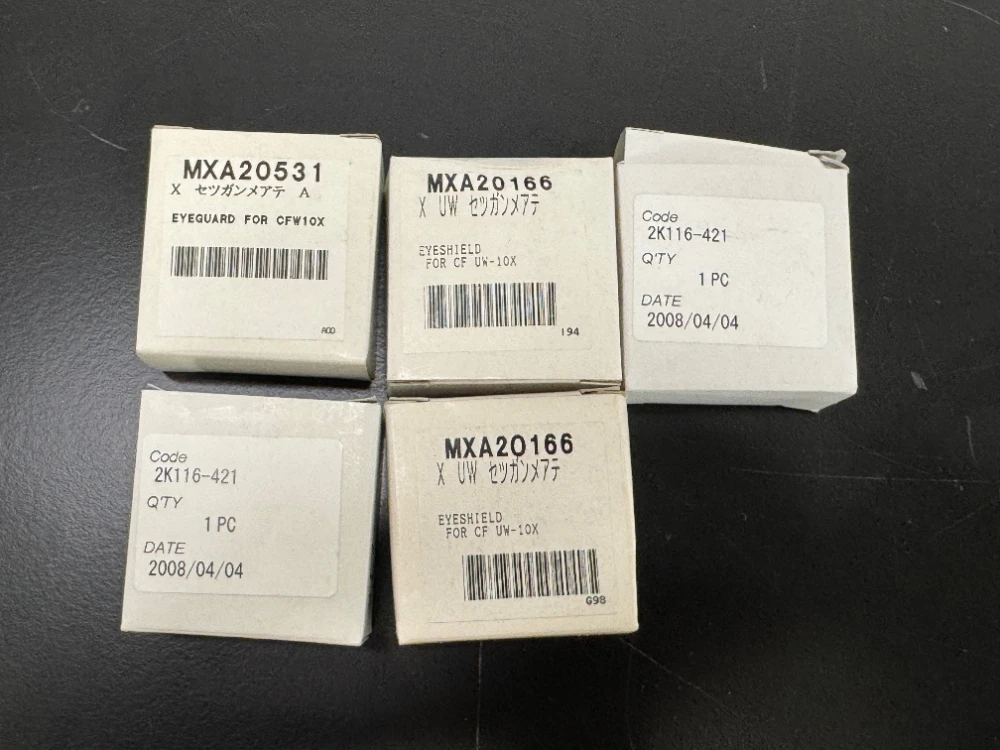 MXA20531
X セツガンメアテ A
EYEGUARD FOR CFW10X
A00
MXA20166
X UW セツガンメアテ
EYESHIELD
FOR CF UW-10X
194
Code
2K116-421
Q'TY
1 PC
DATE
2008/04/04
Code
2K116-421
Q'TY
1 PC
DATE
2008/04/04
MXA20166
X UW セツガンメアテ
EYESHIELD
FOR CF UW-10X
G98